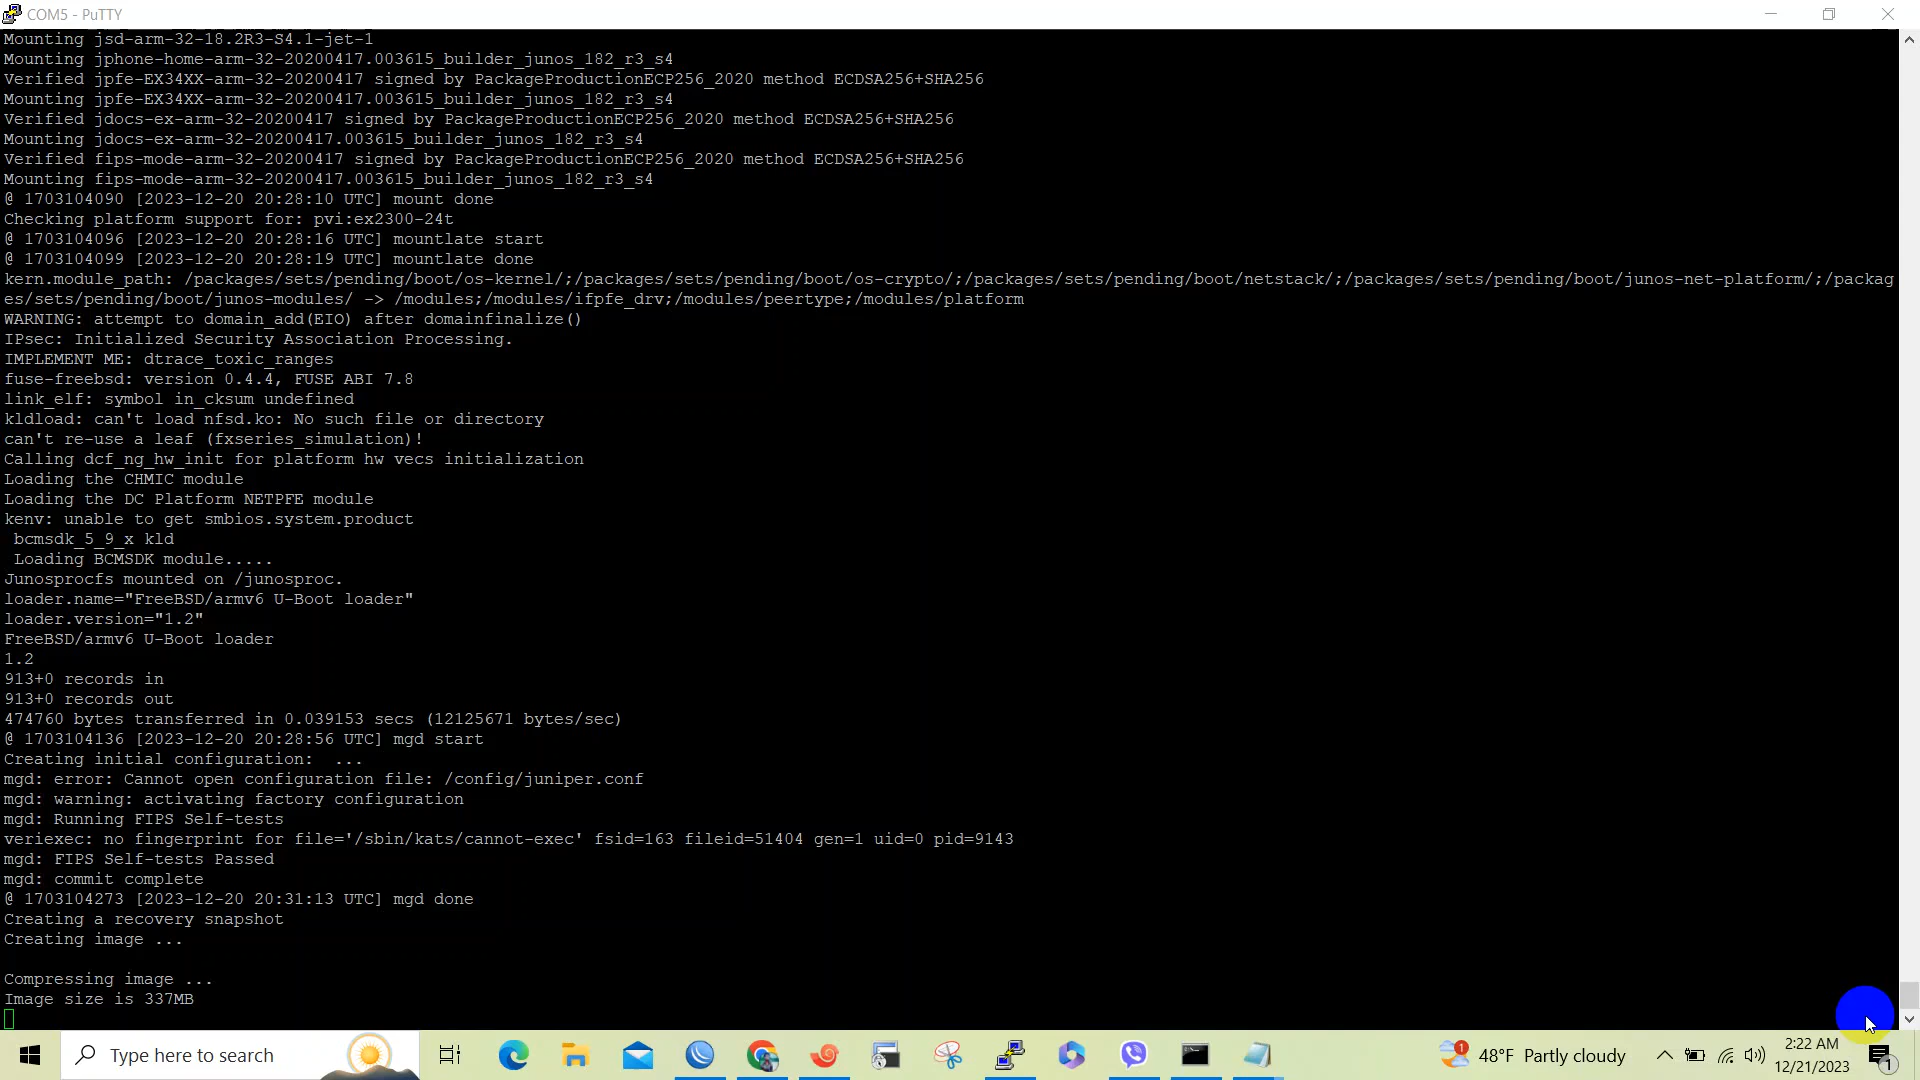 COM5 - PuTTY
Mounting jsd-arm-32-18.2R3-S4.1-jet-1
Mounting jphone-home-arm-32-20200417.003615_builder_junos_182_r3_s4
Verified jpfe-EX34XX-arm-32-20200417 signed by PackageProductionECP256_2020 method ECDSA256+SHA256
Mounting jpfe-EX34XX-arm-32-20200417.003615_builder_junos_182_r3_s4
Verified jdocs-ex-arm-32-20200417 signed by PackageProductionECP256_2020 method ECDSA256+SHA256
Mounting jdocs-ex-arm-32-20200417.003615_builder_junos_182_r3_s4
Verified fips-mode-arm-32-20200417 signed by PackageProductionECP256_2020 method ECDSA256+SHA256
Mounting fips-mode-arm-32-20200417.003615_builder_junos_182_r3_s4
@ 1703104090 [2023-12-20 20:28:10 UTC] mount done
Checking platform support for: pvi:ex2300-24t
@ 1703104096 [2023-12-20 20:28:16 UTC] mountlate start
@ 1703104099 [2023-12-20 20:28:19 UTC] mountlate done
kern.module_path: /packages/sets/pending/boot/os-kernel/;/packages/sets/pending/boot/os-crypto/;/packages/sets/pending/boot/netstack/;/packages/sets/pending/boot/junos-net-platform/;/packag
es/sets/pending/boot/junos-modules/ -> /modules;/modules/ifpfe_drv;/modules/peertype;/modules/platform
WARNING: attempt to domain_add(EIO) after domainfinalize()
IPsec: Initialized Security Association Processing.
IMPLEMENT ME: dtrace_toxic_ranges
fuse-freebsd: version 0.4.4, FUSE ABI 7.8
link_elf: symbol in_cksum undefined
kldload: can't load nfsd.ko: No such file or directory
can't re-use a leaf (fxseries_simulation)!
Calling dcf_ng_hw_init for platform hw vecs initialization
Loading the CHMIC module
Loading the DC Platform NETPFE module
kenv: unable to get smbios.system.product
bcmsdk_5_9_x kld
Loading BCMSDK module.....
Junosprocfs mounted on /junosproc.
loader.name="FreeBSD/armv6 U-Boot loader"
loader.version="1.2"
FreeBSD/armv6 U-Boot loader
1.2
913+0 records in
913+0 records out
474760 bytes transferred in 0.039153 secs (12125671 bytes/sec)
@ 1703104136 [2023-12-20 20:28:56 UTC] mgd start
Creating initial configuration:  ...
mgd: error: Cannot open configuration file: /config/juniper.conf
mgd: warning: activating factory configuration
mgd: Running FIPS Self-tests
veriexec: no fingerprint for file='/sbin/kats/cannot-exec' fsid=163 fileid=51404 gen=1 uid=0 pid=9143
mgd: FIPS Self-tests Passed
mgd: commit complete
@ 1703104273 [2023-12-20 20:31:13 UTC] mgd done
Creating a recovery snapshot
Creating image ...
Compressing image ...
Image size is 337MB
Type here to search
1
48°F Partly cloudy
2:22 AM
12/21/2023
1